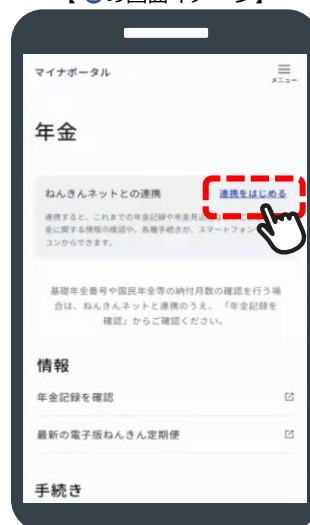 の画面イメージ】
マイナポータル
メニュー
年金
ねんきんネットとの連携
連携をはじめる
連携すると、これまでの年金記録や年金見込
金に関する情報の確認や、各種手続きが、スマートフォン
コンからできます。
基礎年金番号や国民年金等の納付月数の確認を行う場
合は、ねんきんネットと連携のうえ、「年金記録を
確認」からご確認ください。
情報
年金記録を確認
最新の電子版ねんきん定期便
手続き